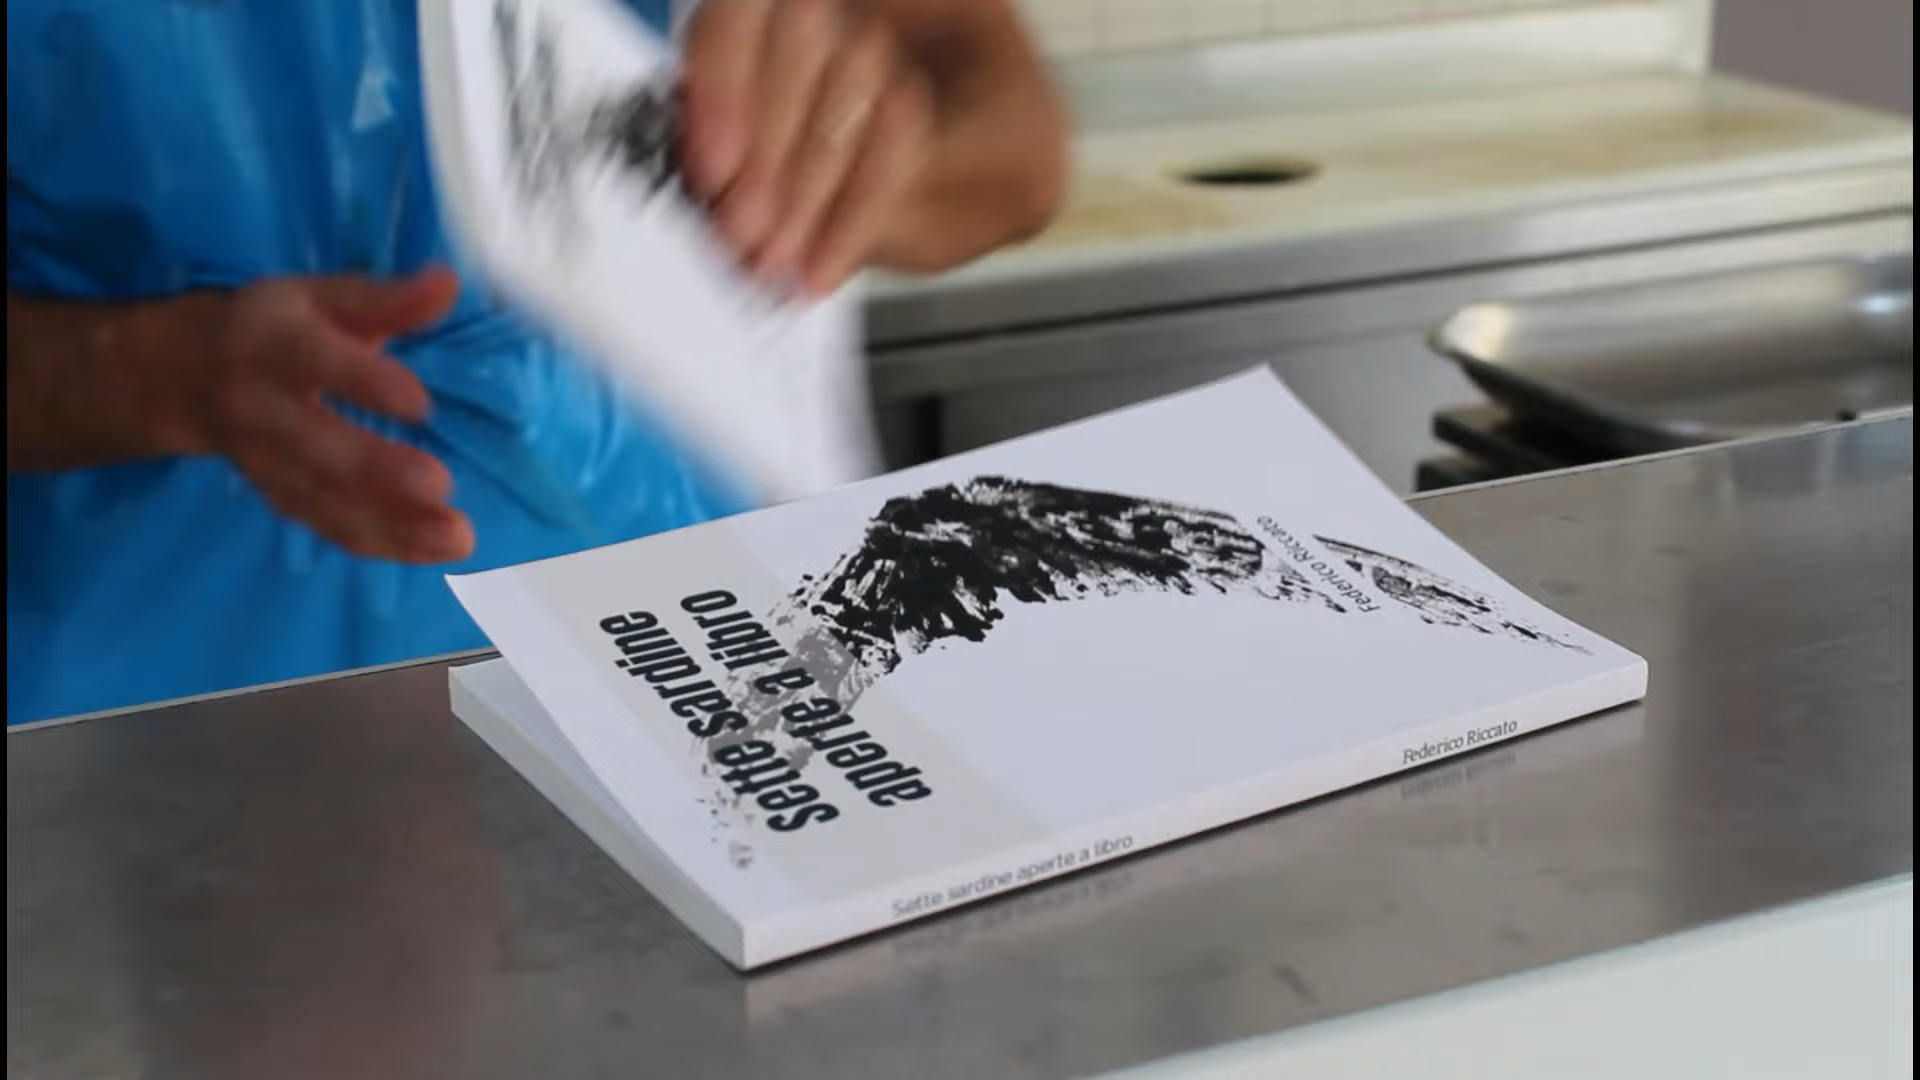 Federico Riccato
Sette sardine
aperte a libro
Sette sardine aperte a libro
Federico Riccato